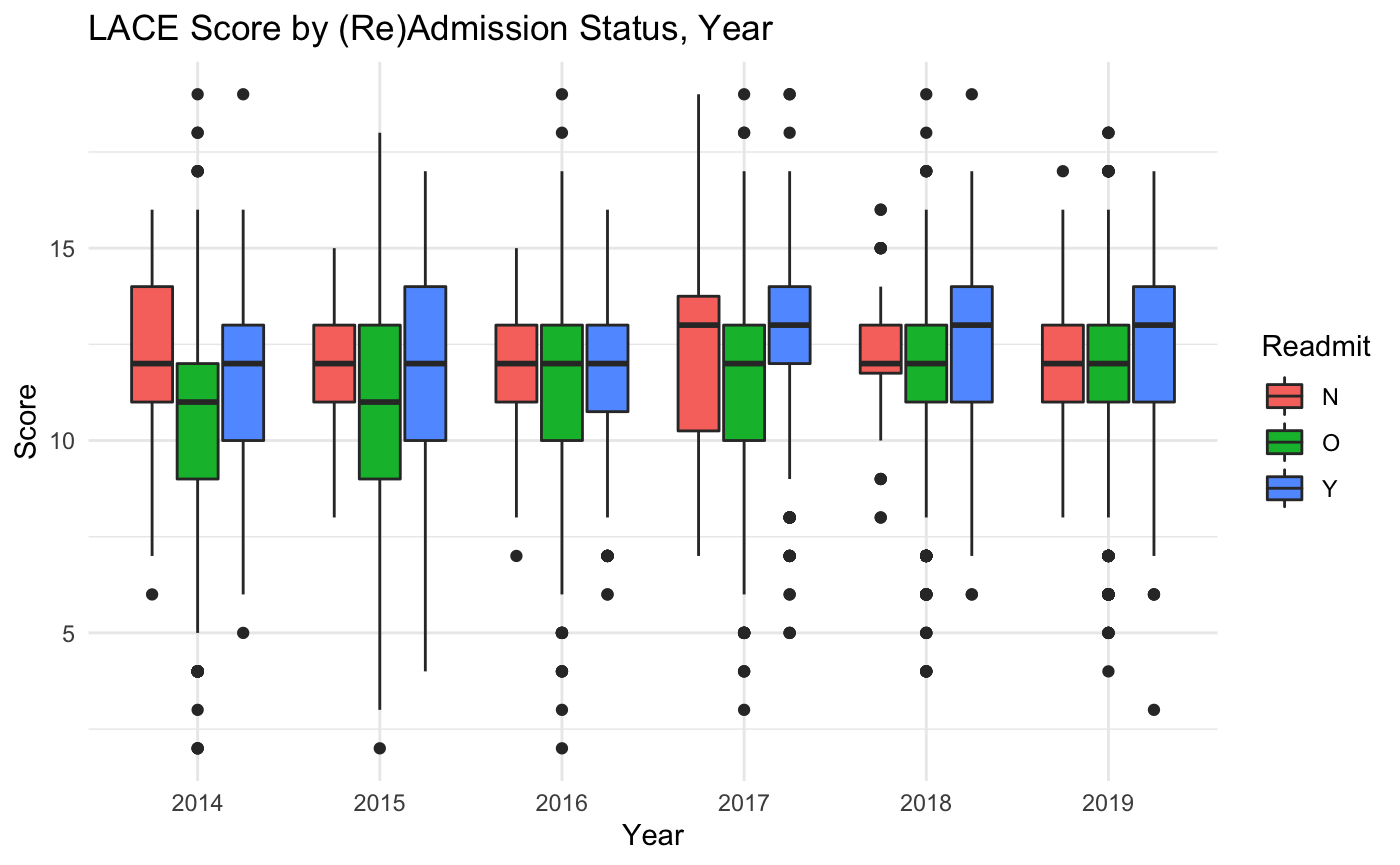 LACE Score by (Re)Admission Status, Year
15
10
5
Score
2014 2015 2016 2017 2018 2019
Year
Readmit
N
O
Y